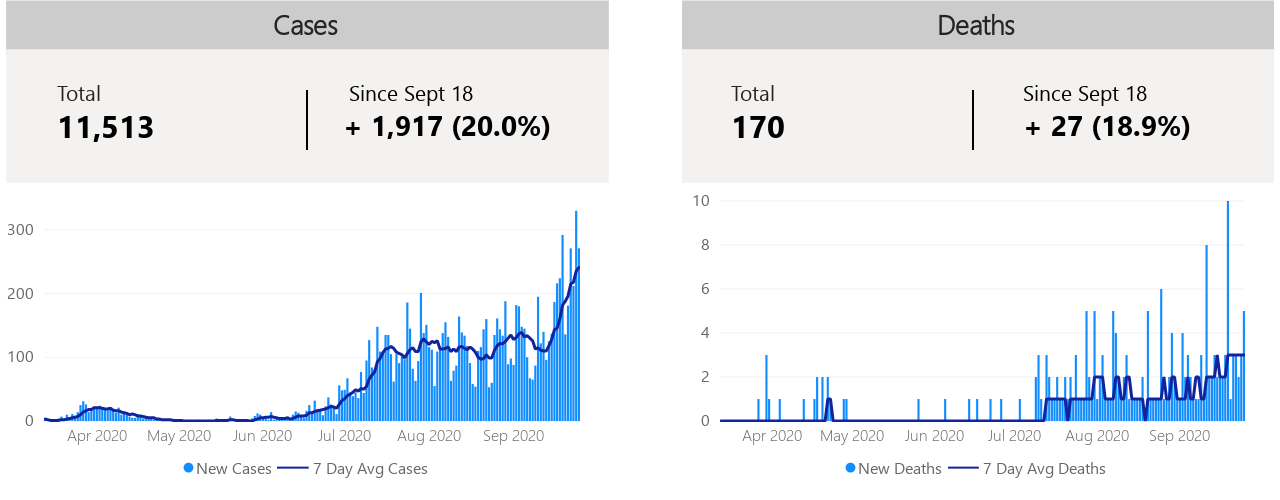 Cases
Total
Since Sept 18
11,513
+ 1,917 (20.0%)
300
200
100
0
Apr 2020 May 2020 Jun 2020 Jul 2020 Aug 2020 Sep 2020
New Cases 7 Day Avg Cases
Deaths
Total
Since Sept 18
170
+ 27 (18.9%)
10
8
6
4
2
0
Apr 2020 May 2020 Jun 2020 Jul 2020 Aug 2020 Sep 2020
New Deaths 7 Day Avg Deaths